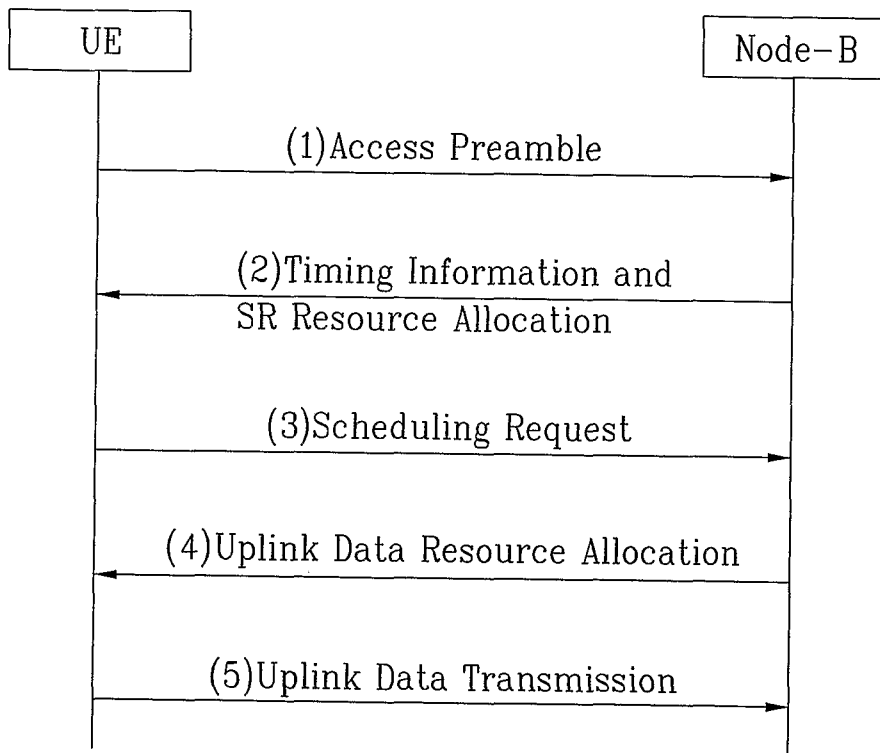 UE
Node-B
(1)Access Preamble
(2)Timing Information and
SR Resource Allocation
(3)Scheduling Request
(4)Uplink Data Resource Allocation
(5)Uplink Data Transmission